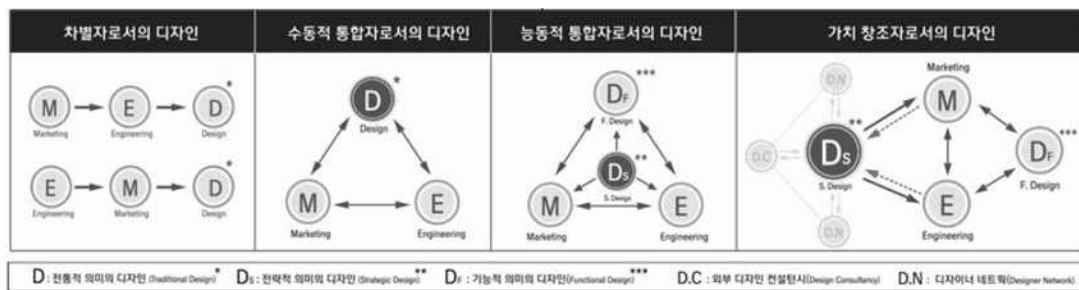 차별자로서의 디자인
수동적 통합자로서의 디자인
능동적 통합자로서의 디자인
가치 창조자로서의 디자인
M
Marketing
E
Engineering
D
*
Design
E
Engineering
M
Marketing
D
*
Design
D
*
Design
M
Marketing
E
Engineering
DF
***
F. Design
DS
**
S. Design
M
Marketing
E
Engineering
D.N
D.C
D.N
DS
**
S. Design
Marketing
M
DF
***
F. Design
E
Engineering
D : 전통적 의미의 디자인 (Traditional Design)*
DS : 전략적 의미의 디자인 (Strategic Design)**
DF : 기능적 의미의 디자인(Functional Design)***
D.C : 외부 디자인 컨설턴시(Design Consultancy)
D.N : 디자이너 네트웍(Designer Network)